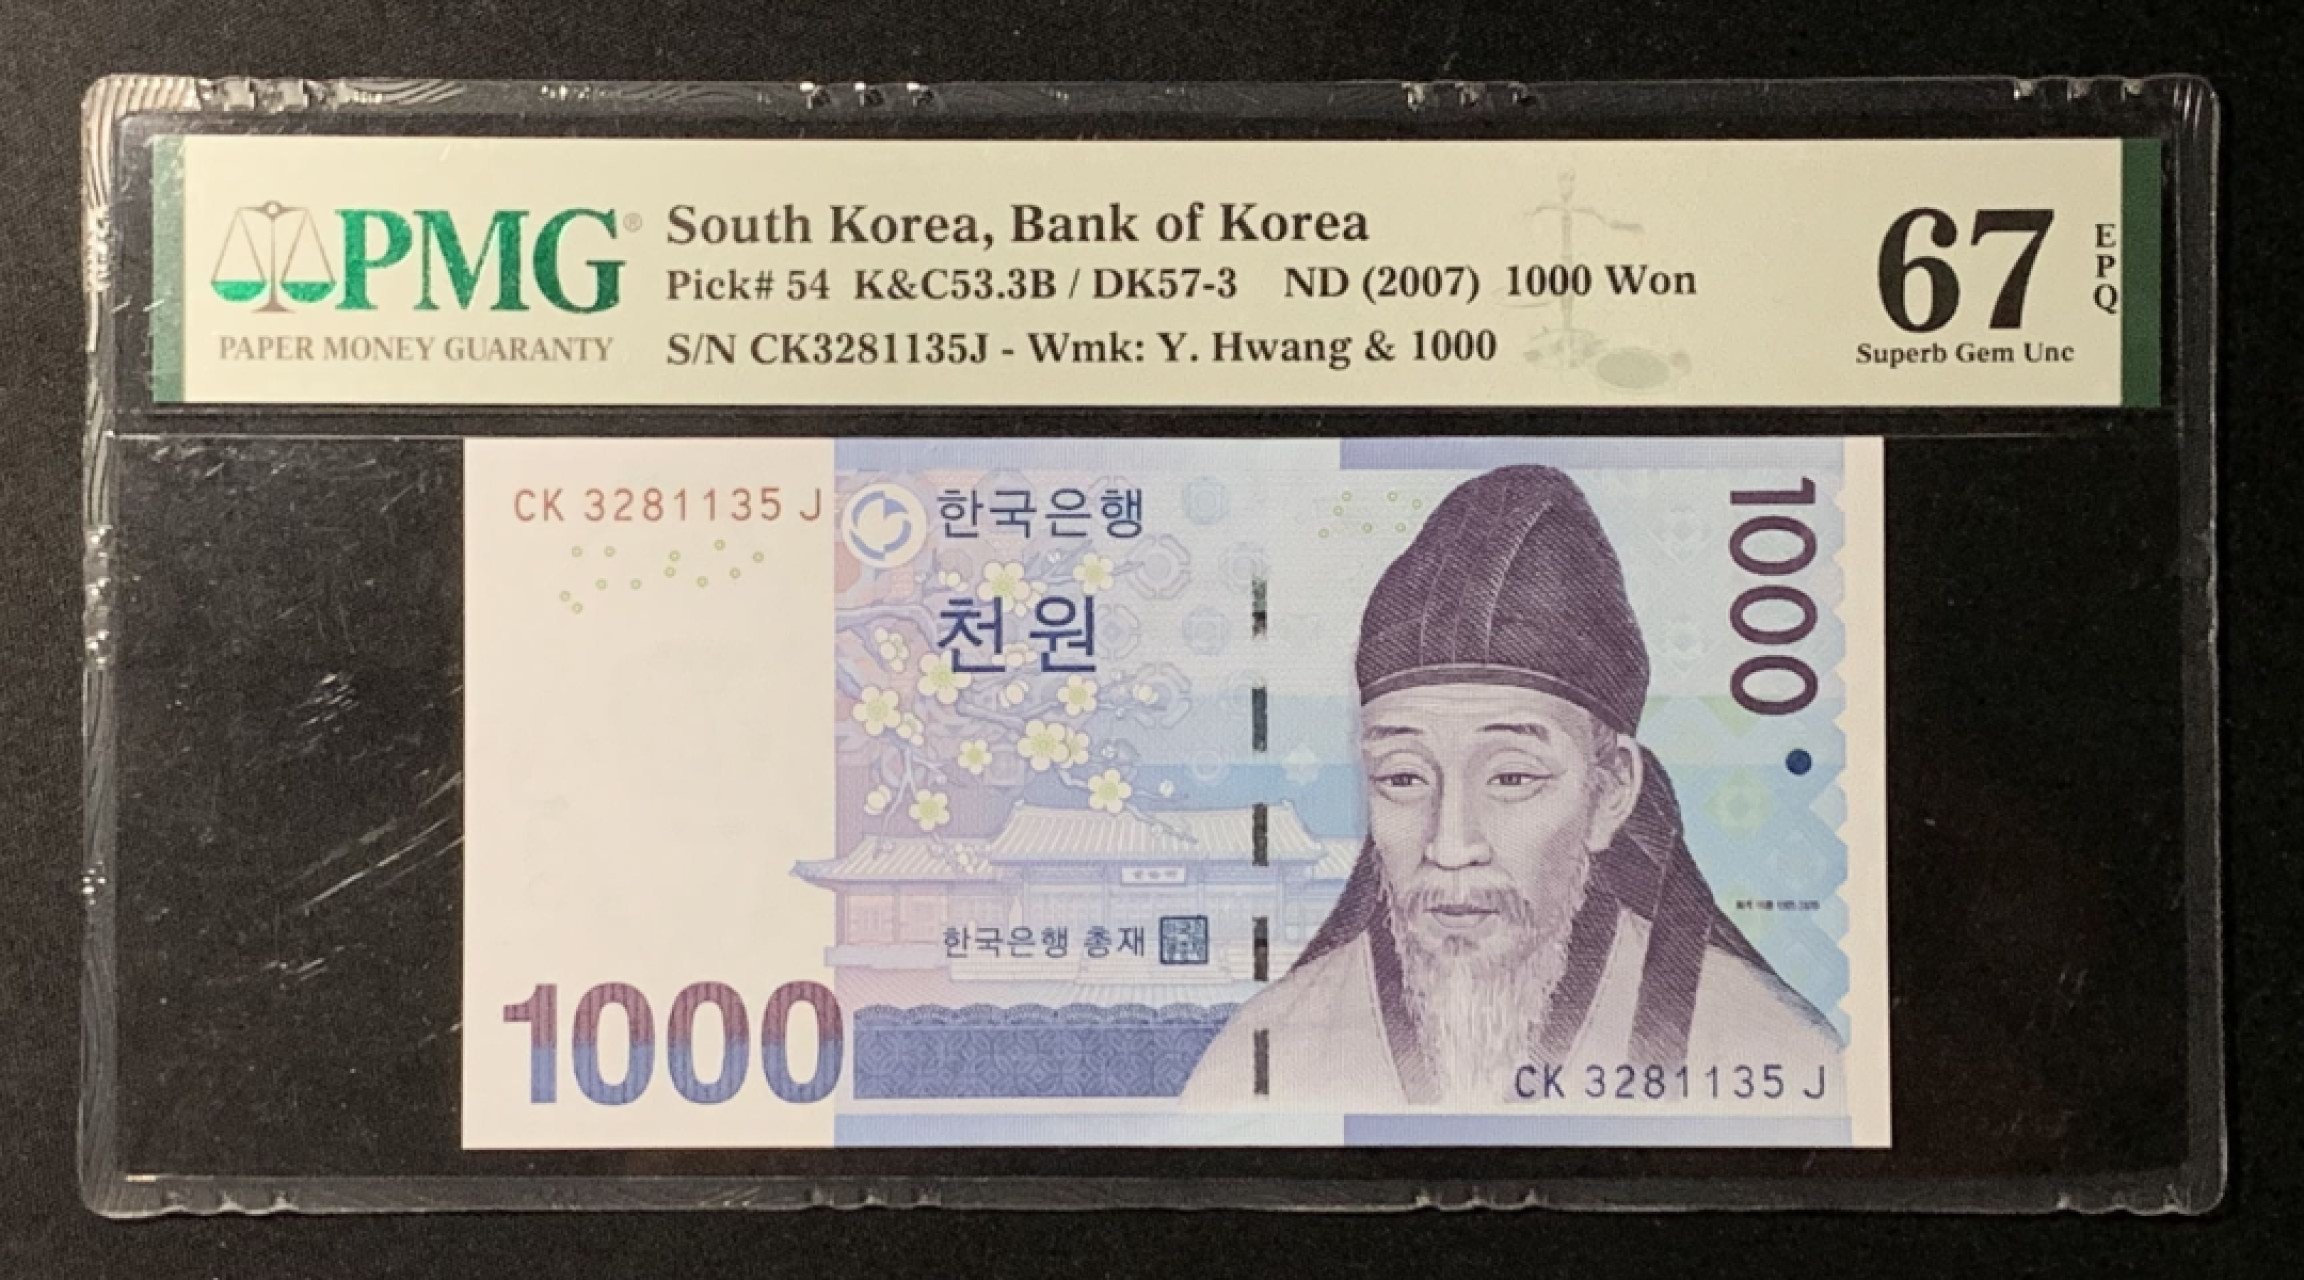 PMG®
PAPER MONEY GUARANTY
South Korea, Bank of Korea
Pick# 54 K&C53.3B / DK57-3 ND (2007) 1000 Won
S/N CK3281135J - Wmk: Y. Hwang & 1000
67
EPQ
Superb Gem Unc
CK 3281135 J
한국은행
천원
1000
한국은행 총재
1000
CK 3281135 J